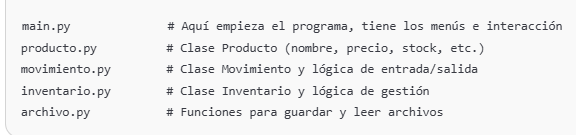 main.py # Aquí empieza el programa, tiene los menús e interacción
producto.py # Clase Producto (nombre, precio, stock, etc.)
movimiento.py # Clase Movimiento y lógica de entrada/salida
inventario.py # Clase Inventario y lógica de gestión
archivo.py # Funciones para guardar y leer archivos